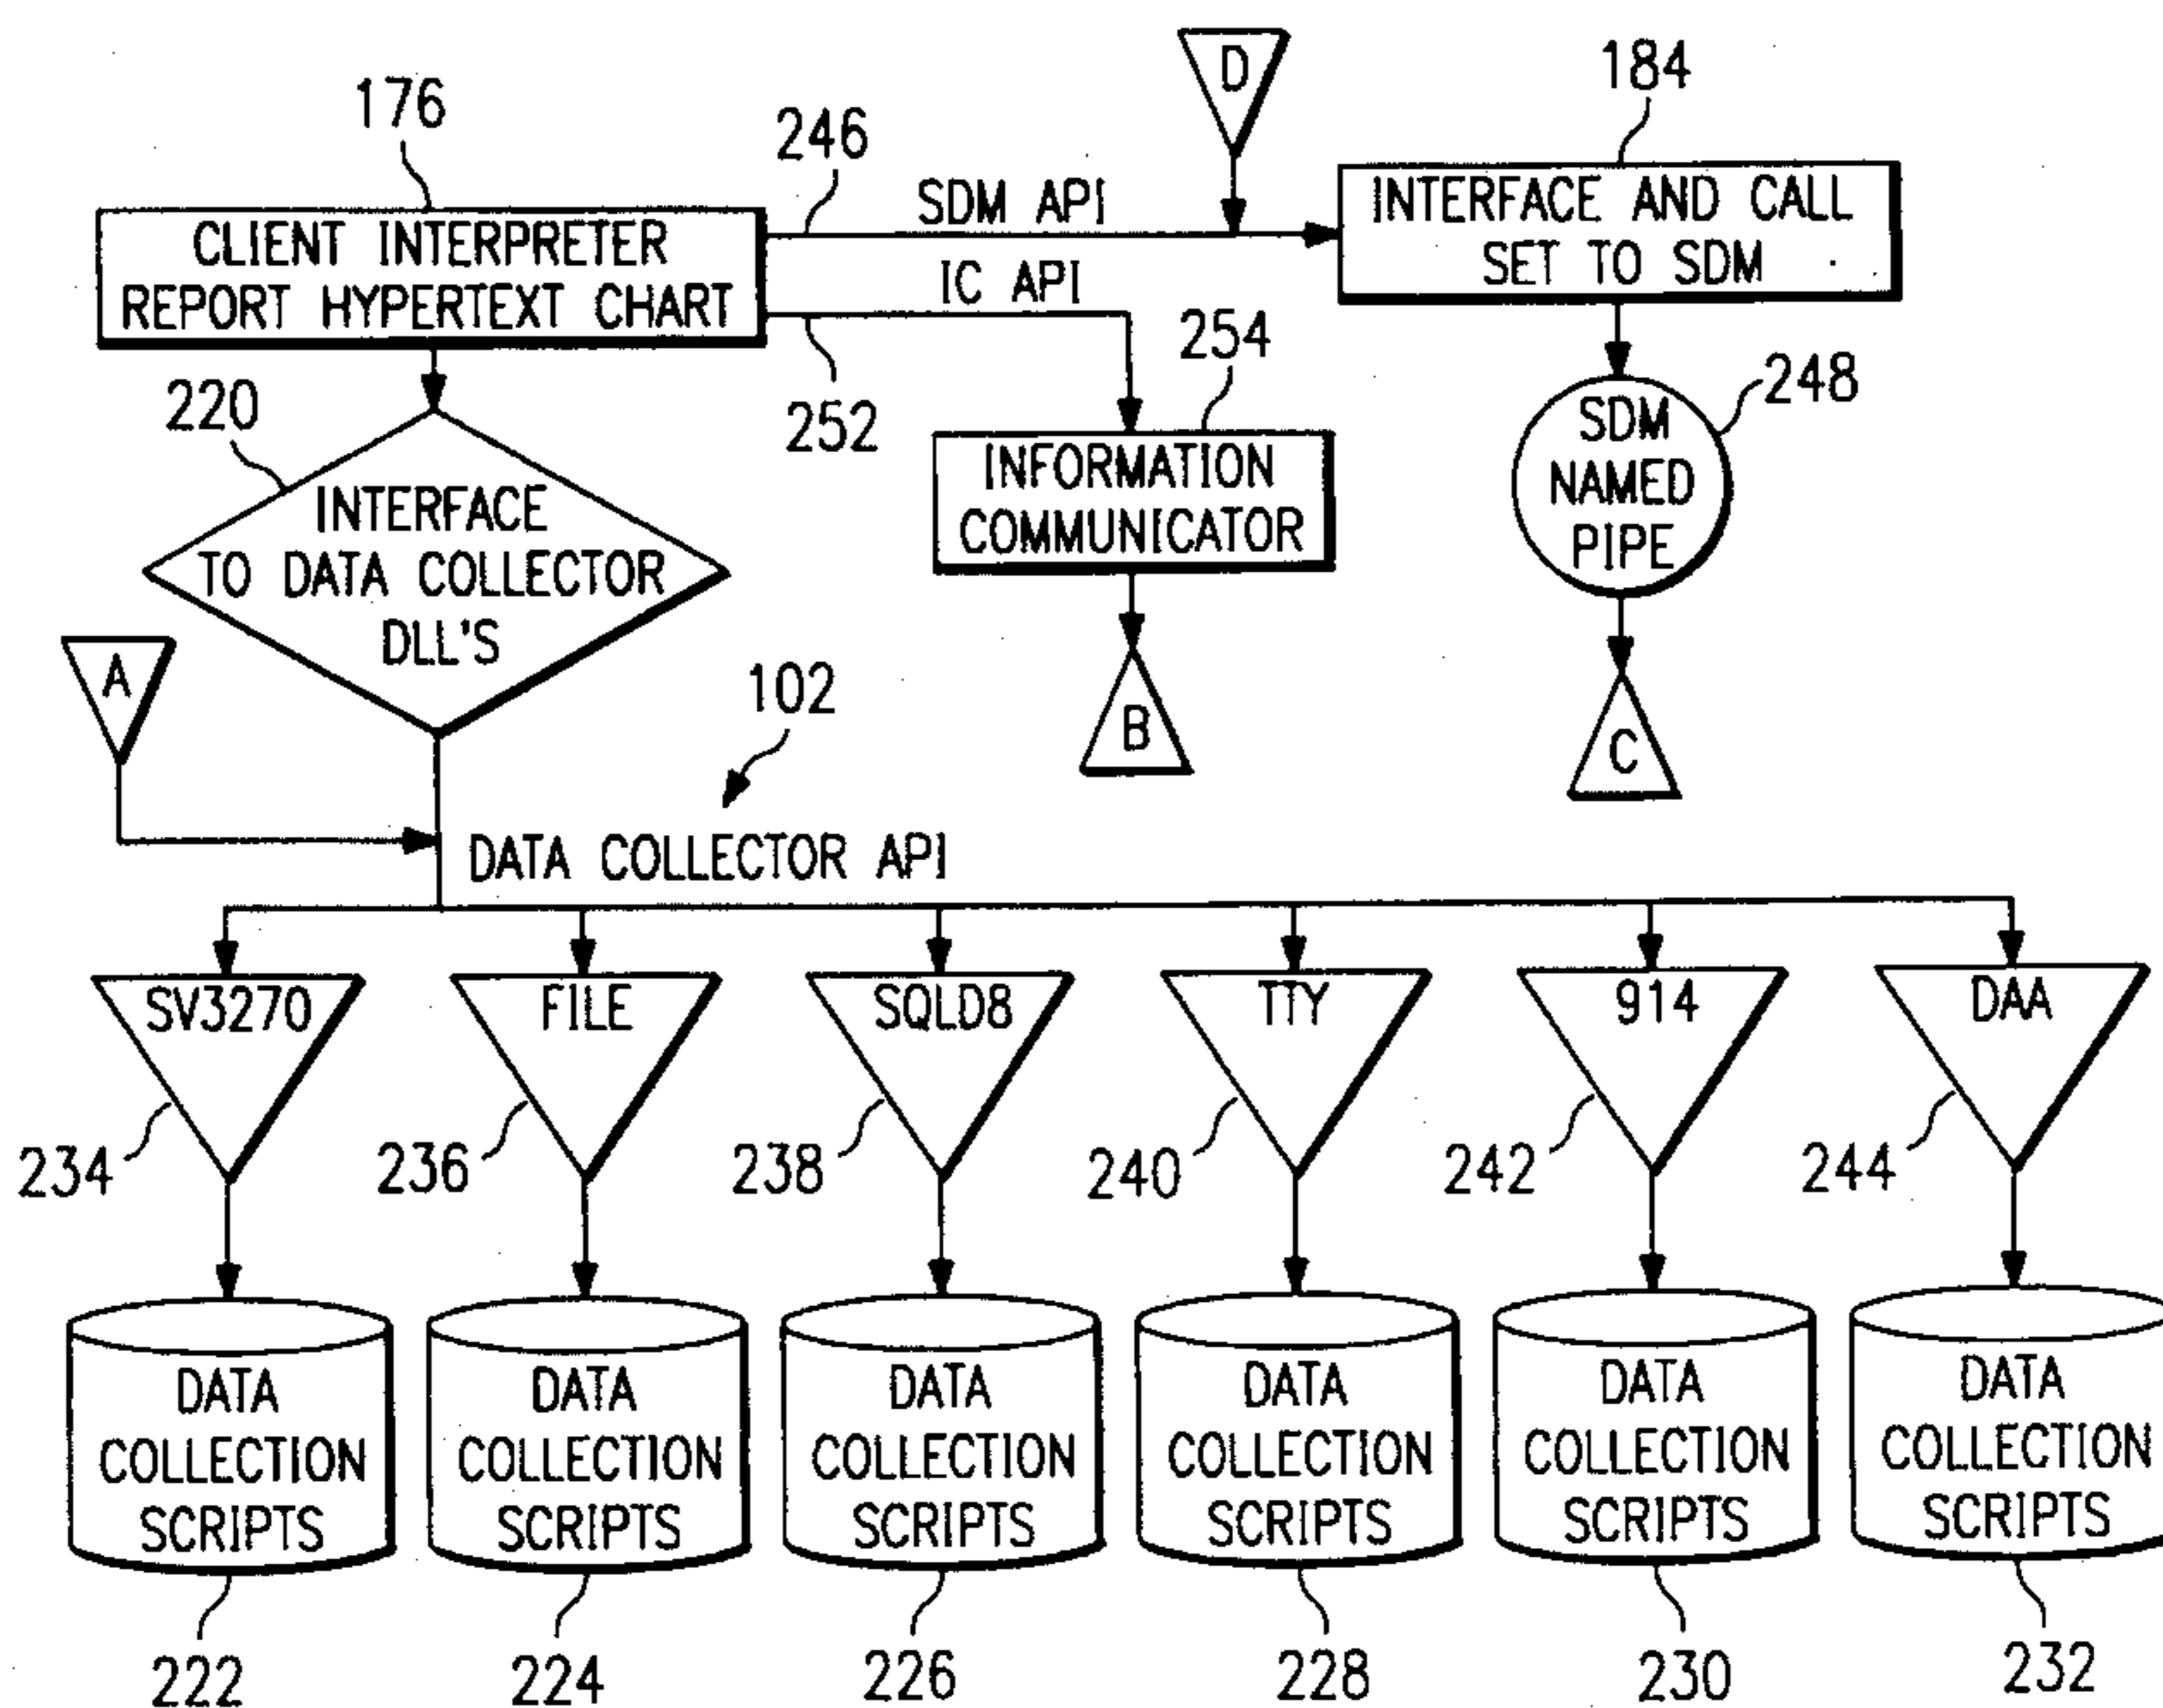 D
184
176
246
SDM API
INTERFACE AND CALL
SET TO SDM
CLIENT INTERPRETER
REPORT HYPERTEXT CHART
IC API
254
220
252
248
SDM
NAMED
PIPE
INFORMATION
COMMUNICATOR
INTERFACE
TO DATA COLLECTOR
DLL'S
A
102
B
C
DATA COLLECTOR API
SV3270
FILE
SQLD8
TTY
914
DAA
234
236
238
240
242
244
DATA
COLLECTION
SCRIPTS
DATA
COLLECTION
SCRIPTS
DATA
COLLECTION
SCRIPTS
DATA
COLLECTION
SCRIPTS
DATA
COLLECTION
SCRIPTS
DATA
COLLECTION
SCRIPTS
222
224
226
228
230
232